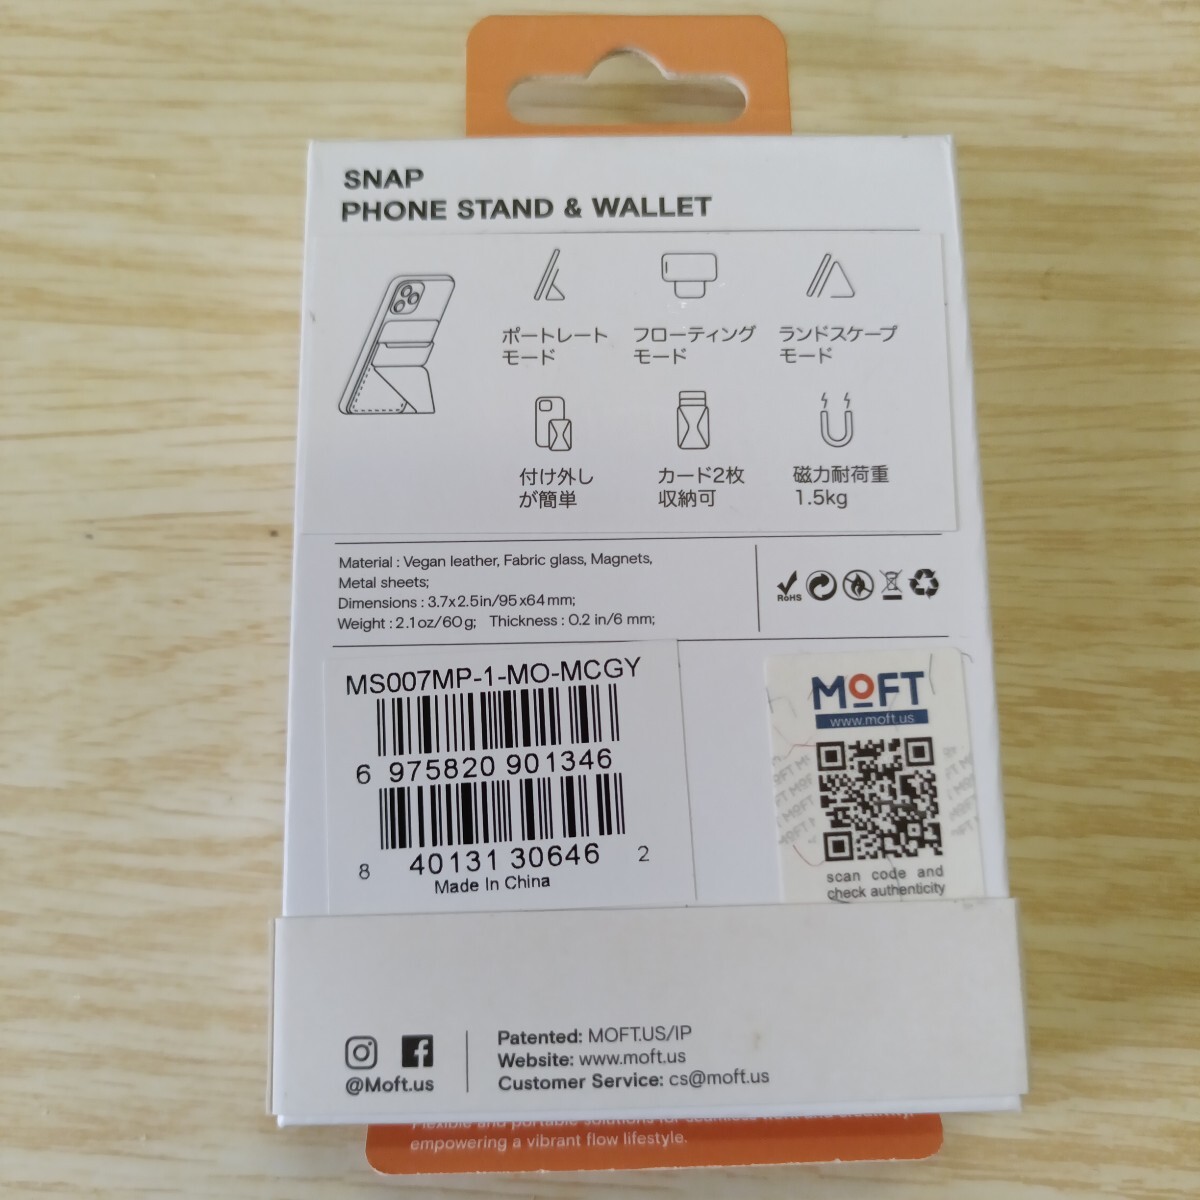 SNAP
PHONE STAND & WALLET
ポートレート
モード
フローティング
モード
ランドスケープ
モード
付け外し
が簡単
カード2枚
収納可
磁力耐荷重
1.5kg
Material : Vegan leather, Fabric glass, Magnets,
Metal sheets;
Dimensions : 3.7x2.5in/95x64mm;
Weight : 2.1oz/60g; Thickness : 0.2 in/6 mm;
RoHS
MS007MP-1-MO-MCGY
6 975820 901346
8 40131 30646 2
Made In China
MOFT
www.moft.us
scan code and
check authenticity
@Moft.us
Patented: MOFT.US/IP
Website: www.moft.us
Customer Service: cs@moft.us
Flexible and portable solutions for
empowering a vibrant flow lifestyle.